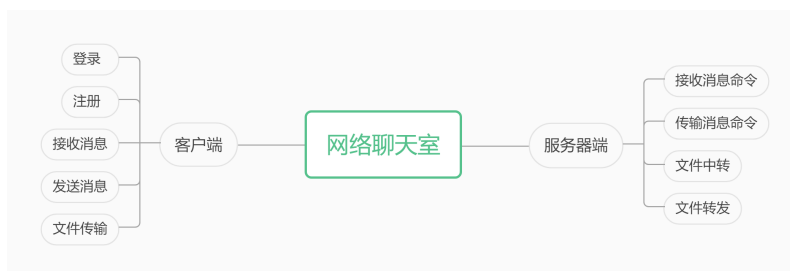 网络聊天室
客户端
登录
注册
接收消息
发送消息
文件传输
服务器端
接收消息命令
传输消息命令
文件中转
文件转发